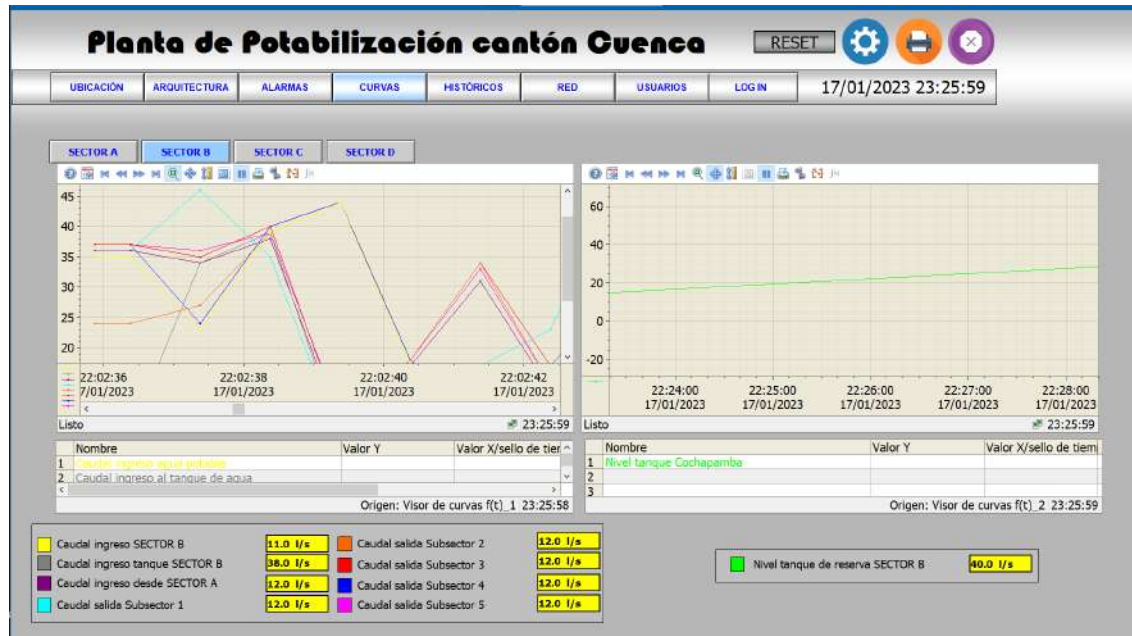 Planta de Potabilización cantón Cuenca
RESET
UBICACIÓN
ARQUITECTURA
ALARMAS
CURVAS
HISTÓRICOS
RED
USUARIOS
LOG IN
17/01/2023 23:25:59
SECTOR A
SECTOR B
SECTOR C
SECTOR D
45
40
35
30
25
20
22:02:36 22:02:38 22:02:40 22:02:42
7/01/2023 17/01/2023 17/01/2023 17/01/2023
Listo 23:25:59
Nombre Valor Y Valor X/sello de tier
1 Caudal ingreso agua potable
2 Caudal ingreso al tanque de agua
Origen: Visor de curvas f(t)_1 23:25:58
60
40
20
0
-20
22:24:00 22:25:00 22:26:00 22:27:00 22:28:00
17/01/2023 17/01/2023 17/01/2023 17/01/2023 17/01/2023
Listo 23:25:59
Nombre Valor Y Valor X/sello de tiem
1 Nivel tanque Cochapamba
2
3
Origen: Visor de curvas f(t)_2 23:25:59
Caudal ingreso SECTOR B 11.0 l/s
Caudal ingreso tanque SECTOR B 38.0 l/s
Caudal ingreso desde SECTOR A 12.0 l/s
Caudal salida Subsector 1 12.0 l/s
Caudal salida Subsector 2 12.0 l/s
Caudal salida Subsector 3 12.0 l/s
Caudal salida Subsector 4 12.0 l/s
Caudal salida Subsector 5 12.0 l/s
Nivel tanque de reserva SECTOR B 40.0 l/s